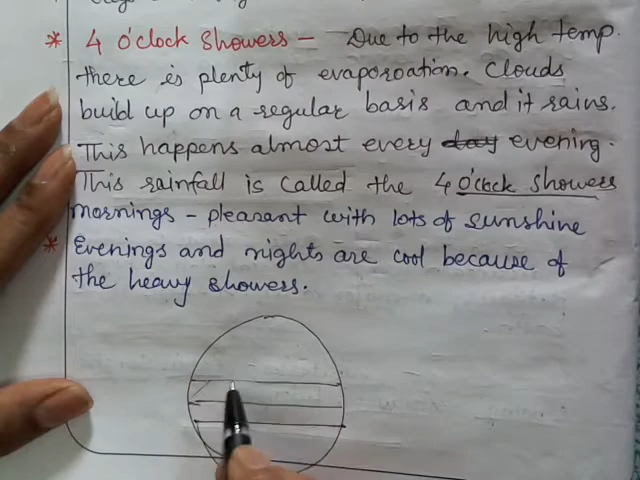 * 4 o'clock showers - Due to the high temp.
there is plenty of evaporation. Clouds
build up on a regular basis and it rains.
This happens almost every day evening.
This rainfall is called the 4 o'clock showers
mornings - pleasant with lots of sunshine
* Evenings and nights are cool because of
the heavy showers.